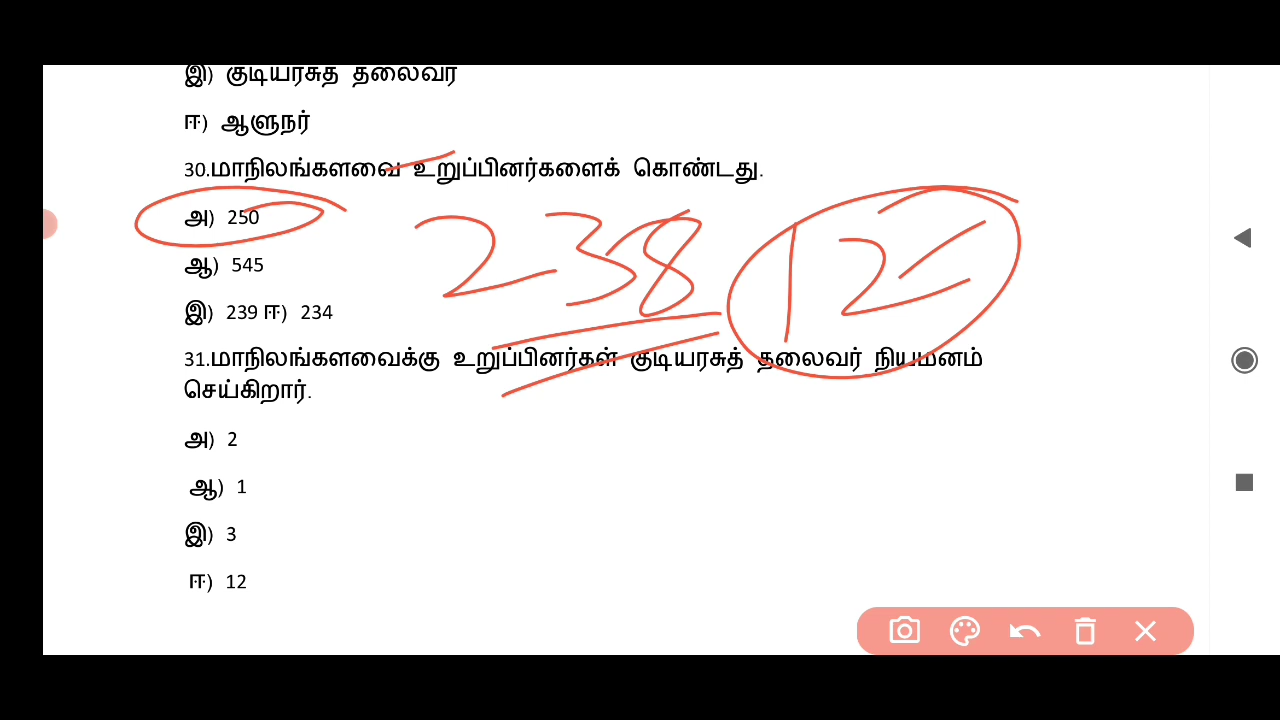 இ) குடியரசுத் தலைவர்
ஈ) ஆளுநர்
30.மாநிலங்களவை உறுப்பினர்களைக் கொண்டது.
அ) 250
238 12
ஆ) 545
இ) 239 ஈ) 234
31.மாநிலங்களவைக்கு உறுப்பினர்கள் குடியரசுத் தலைவர் நியமனம்
செய்கிறார்.
அ) 2
ஆ) 1
இ) 3
ஈ) 12